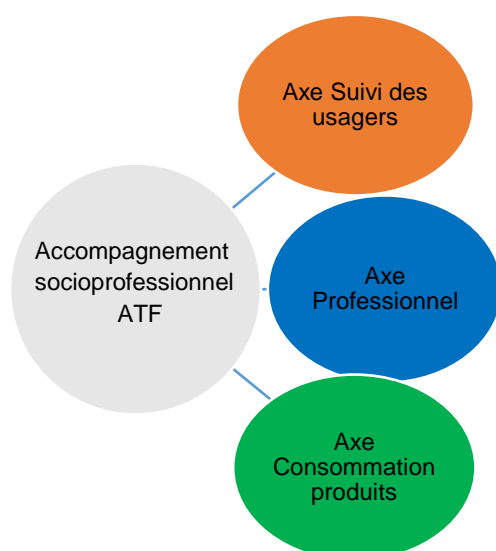 Axe Suivi des
usagers
Accompagnement
socioprofessionnel
ATF
Axe
Professionnel
Axe
Consommation
produits